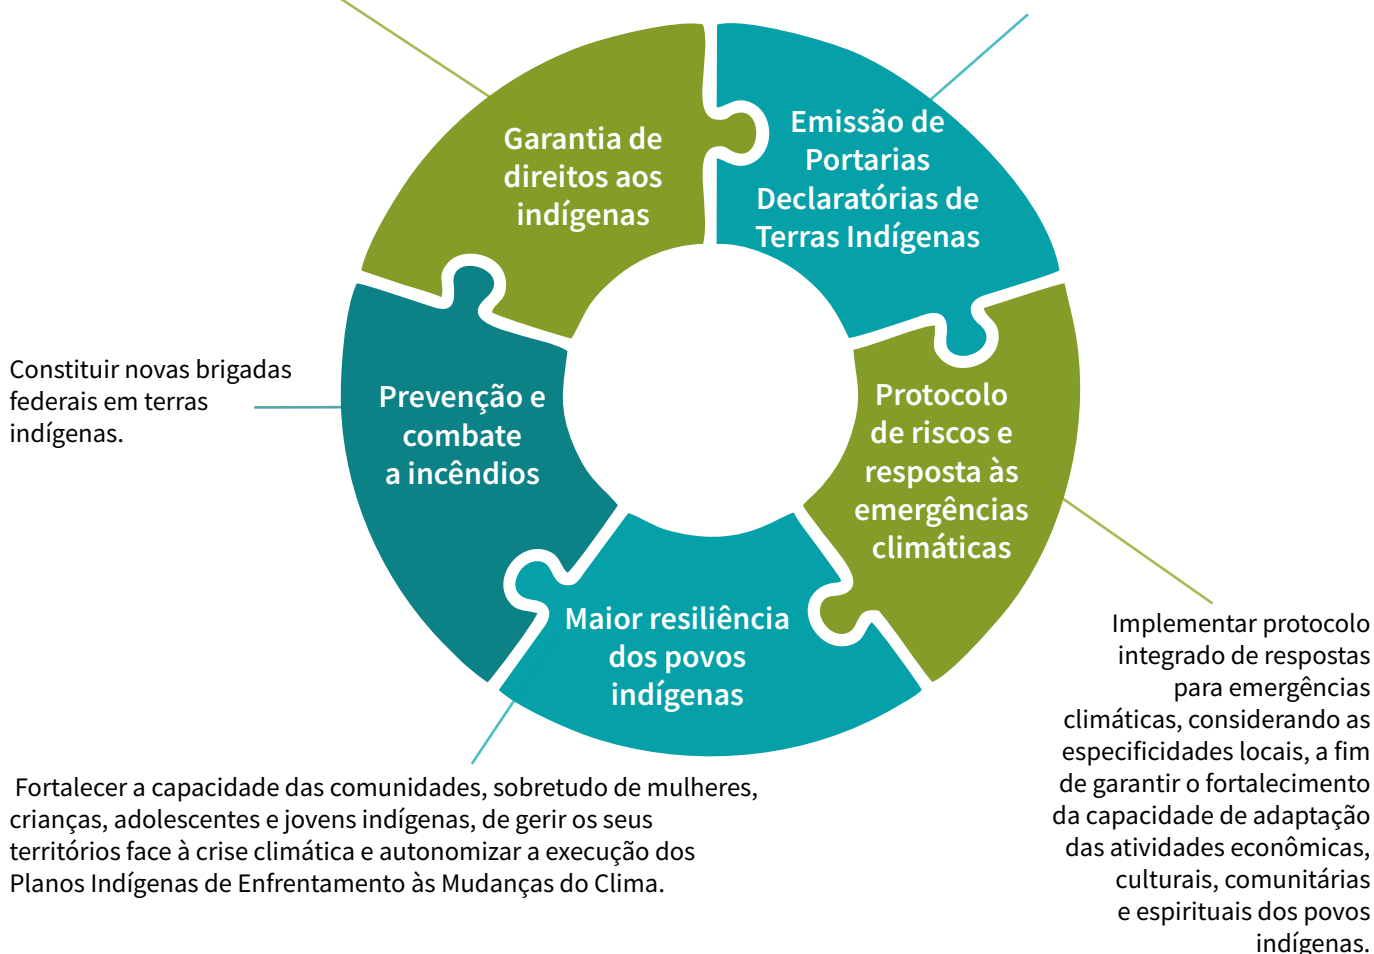 Garantia de
direitos aos
indígenas
Emissão de
Portarias
Declaratórias de
Terras Indígenas
Constituir novas brigadas
federais em terras
indígenas.
Prevenção e
combate
a incêndios
Protocolo
de riscos e
resposta às
emergências
climáticas
Maior resiliência
dos povos
indígenas
Implementar protocolo
integrado de respostas
para emergências
climáticas, considerando as
especificidades locais, a fim
de garantir o fortalecimento
da capacidade de adaptação
das atividades econômicas,
culturais, comunitárias
e espirituais dos povos
indígenas.
Fortalecer a capacidade das comunidades, sobretudo de mulheres,
crianças, adolescentes e jovens indígenas, de gerir os seus
territórios face à crise climática e autonomizar a execução dos
Planos Indígenas de Enfrentamento às Mudanças do Clima.